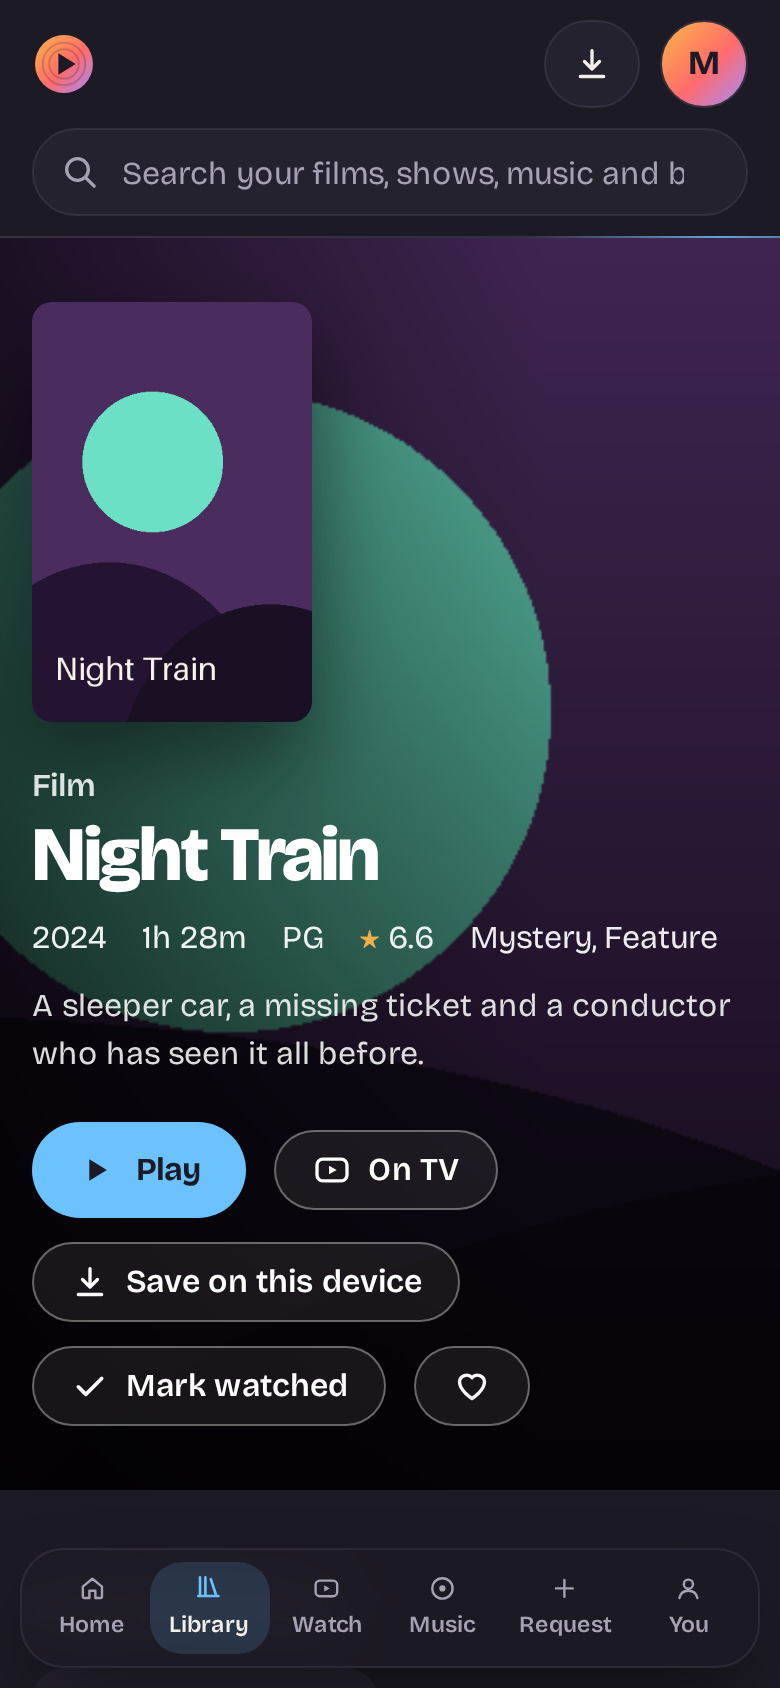 M
Search your films, shows, music and b
Night Train
Film
Night Train
2024 1h 28m PG ★ 6.6 Mystery, Feature
A sleeper car, a missing ticket and a conductor
who has seen it all before.
Play On TV
Save on this device
Mark watched
Home Library Watch Music Request You